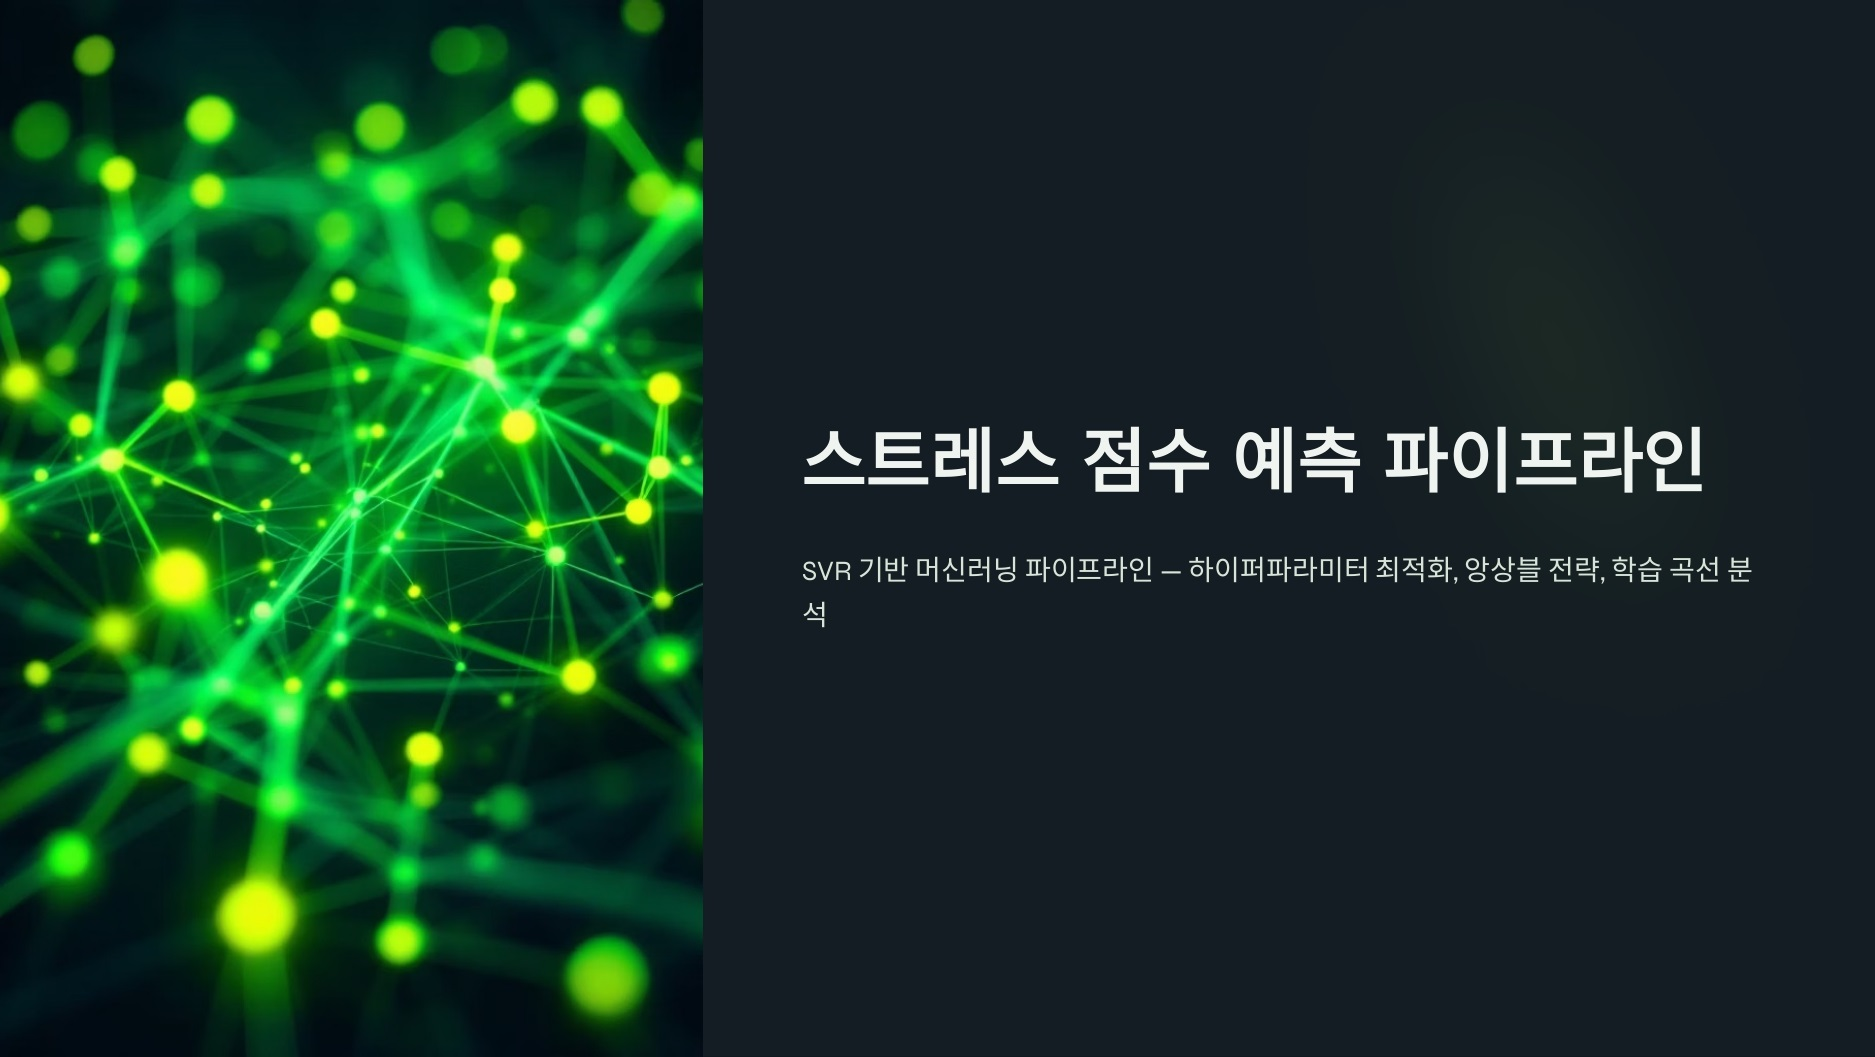 스트레스 점수 예측 파이프라인
SVR 기반 머신러닝 파이프라인 — 하이퍼파라미터 최적화, 앙상블 전략, 학습 곡선 분
석